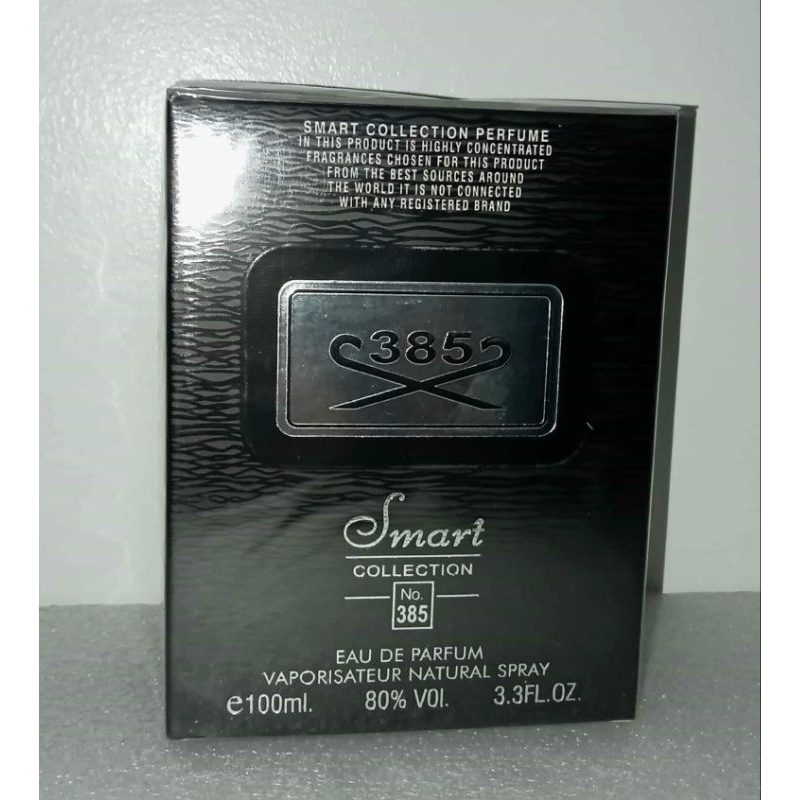 SMART COLLECTION PERFUME
IN THIS PRODUCT IS HIGHLY CONCENTRATED
FRAGRANCES CHOSEN FOR THIS PRODUCT
FROM THE BEST SOURCES AROUND
THE WORLD IT IS NOT CONNECTED
WITH ANY REGISTERED BRAND
385
Smart
COLLECTION
No.
385
EAU DE PARFUM
VAPORISATEUR NATURAL SPRAY
e100ml. 80% VOl. 3.3FL.OZ.